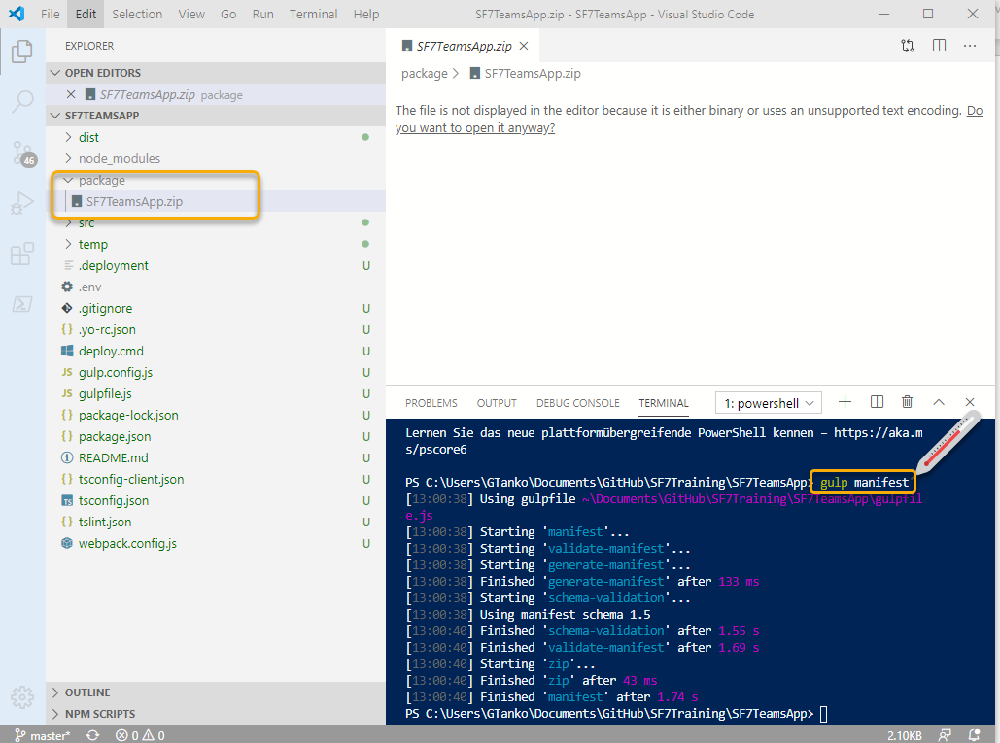 File Edit Selection View Go Run Terminal Help SF7TeamsApp.zip - SF7TeamsApp - Visual Studio Code
EXPLORER
OPEN EDITORS
SF7TeamsApp.zip package
SF7TEAMSAPP
dist
node_modules
package
SF7TeamsApp.zip
src
temp
.deployment U
.env
.gitignore U
{} .yo-rc.json U
deploy.cmd U
JS gulp.config.js U
JS gulpfile.js U
{} package-lock.json U
{} package.json U
README.md U
{} tsconfig-client.json U
TS tsconfig.json U
{} tslint.json U
webpack.config.js U
OUTLINE
NPM SCRIPTS
46
SF7TeamsApp.zip
package > SF7TeamsApp.zip
The file is not displayed in the editor because it is either binary or uses an unsupported text encoding. Do
you want to open it anyway?
PROBLEMS OUTPUT DEBUG CONSOLE TERMINAL 1: powershell
Lernen Sie das neue plattformübergreifende PowerShell kennen – https://aka.m
s/pscore6
PS C:\Users\GTanko\Documents\GitHub\SF7Training\SF7TeamsApp> gulp manifest
[13:00:38] Using gulpfile ~\Documents\GitHub\SF7Training\SF7TeamsApp\gulpfil
e.js
[13:00:38] Starting 'manifest'...
[13:00:38] Starting 'validate-manifest'...
[13:00:38] Starting 'generate-manifest'...
[13:00:38] Finished 'generate-manifest' after 133 ms
[13:00:38] Starting 'schema-validation'...
[13:00:38] Using manifest schema 1.5
[13:00:40] Finished 'schema-validation' after 1.55 s
[13:00:40] Finished 'validate-manifest' after 1.69 s
[13:00:40] Starting 'zip'...
[13:00:40] Finished 'zip' after 43 ms
[13:00:40] Finished 'manifest' after 1.74 s
PS C:\Users\GTanko\Documents\GitHub\SF7Training\SF7TeamsApp>
master* 0 0 2.10KB